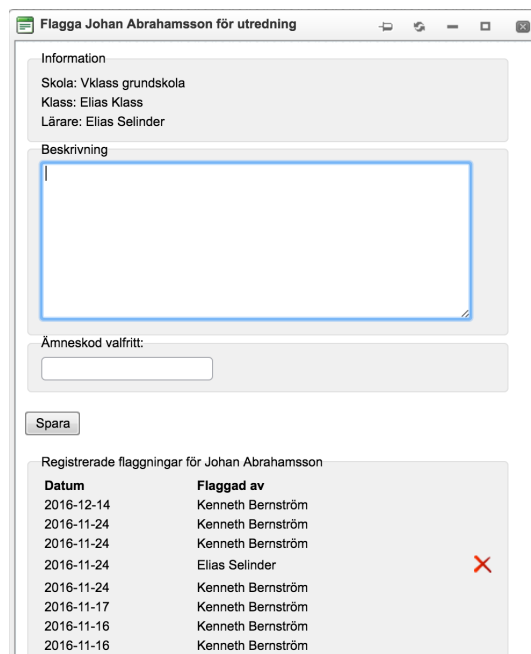 Flagga Johan Abrahamsson för utredning
Information
Skola: Vklass grundskola
Klass: Elias Klass
Lärare: Elias Selinder
Beskrivning
Ämneskod valfritt:
Spara
Registrerade flaggningar för Johan Abrahamsson
Datum Flaggad av
2016-12-14 Kenneth Bernström
2016-11-24 Kenneth Bernström
2016-11-24 Kenneth Bernström
2016-11-24 Elias Selinder
2016-11-24 Kenneth Bernström
2016-11-17 Kenneth Bernström
2016-11-16 Kenneth Bernström
2016-11-16 Kenneth Bernström